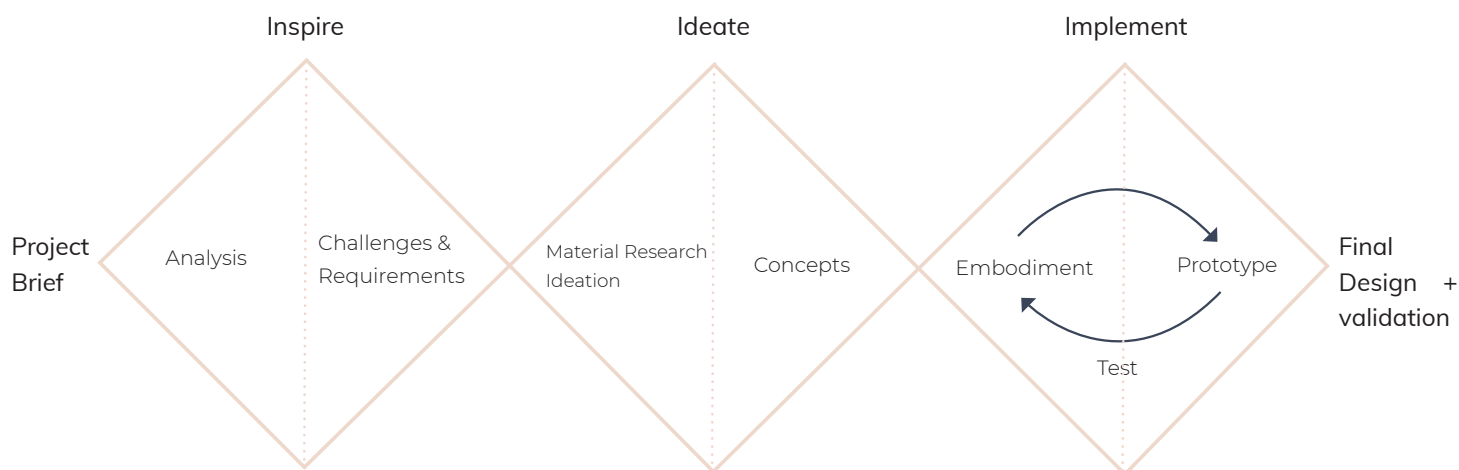 Inspire
Ideate
Implement
Project
Brief
Analysis
Challenges &
Requirements
Material Research
Ideation
Concepts
Embodiment
Prototype
Test
Final
Design +
validation